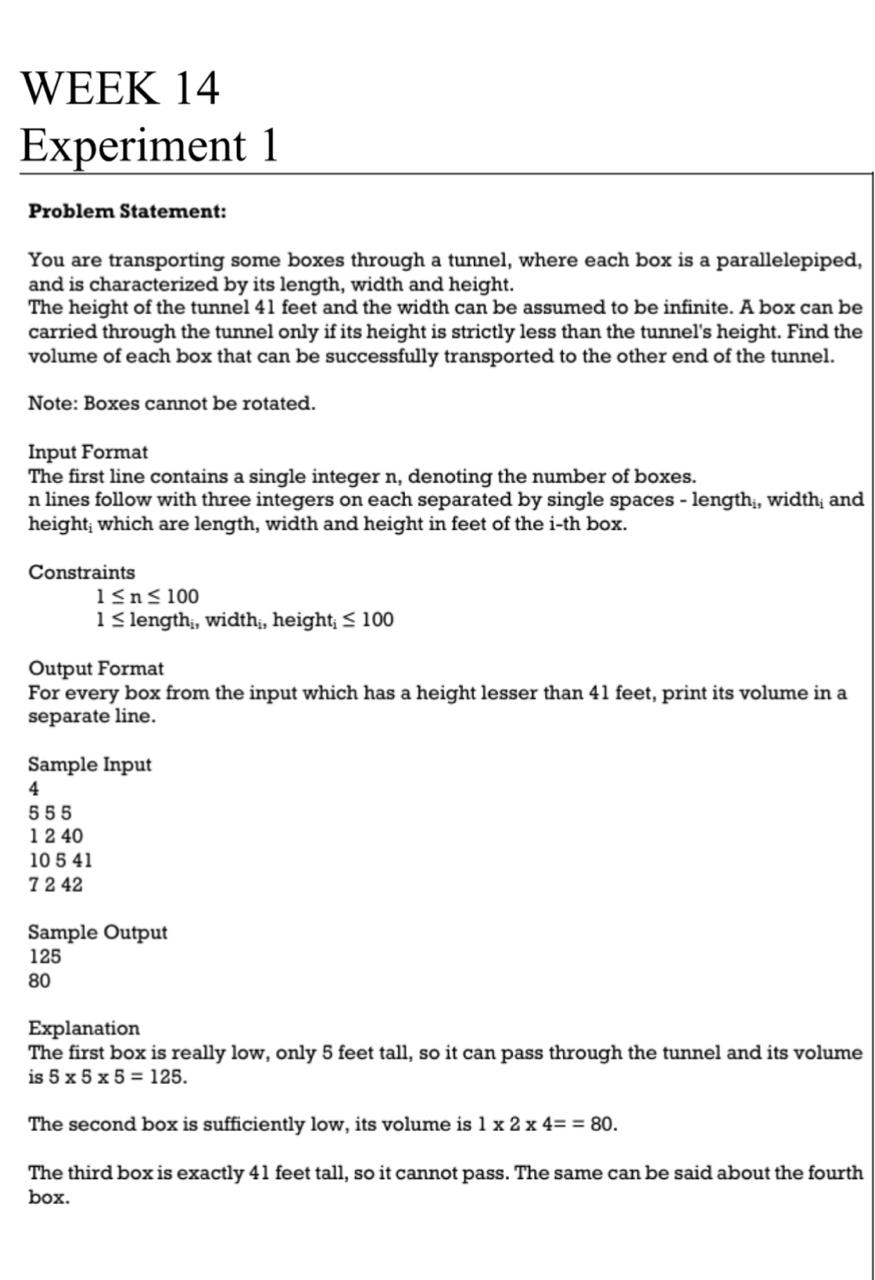 WEEK 14
Experiment 1
Problem Statement:
You are transporting some boxes through a tunnel, where each box is a parallelepiped,
and is characterized by its length, width and height.
The height of the tunnel 41 feet and the width can be assumed to be infinite. A box can be
carried through the tunnel only if its height is strictly less than the tunnel's height. Find the
volume of each box that can be successfully transported to the other end of the tunnel.
Note: Boxes cannot be rotated.
Input Format
The first line contains a single integer n, denoting the number of boxes.
n lines follow with three integers on each separated by single spaces - lengthᵢ, widthᵢ and
heightᵢ which are length, width and height in feet of the i-th box.
Constraints
1 ≤ n ≤ 100
1 ≤ lengthᵢ, widthᵢ, heightᵢ ≤ 100
Output Format
For every box from the input which has a height lesser than 41 feet, print its volume in a
separate line.
Sample Input
4
5 5 5
1 2 40
10 5 41
7 2 42
Sample Output
125
80
Explanation
The first box is really low, only 5 feet tall, so it can pass through the tunnel and its volume
is 5 x 5 x 5 = 125.
The second box is sufficiently low, its volume is 1 x 2 x 4= = 80.
The third box is exactly 41 feet tall, so it cannot pass. The same can be said about the fourth
box.